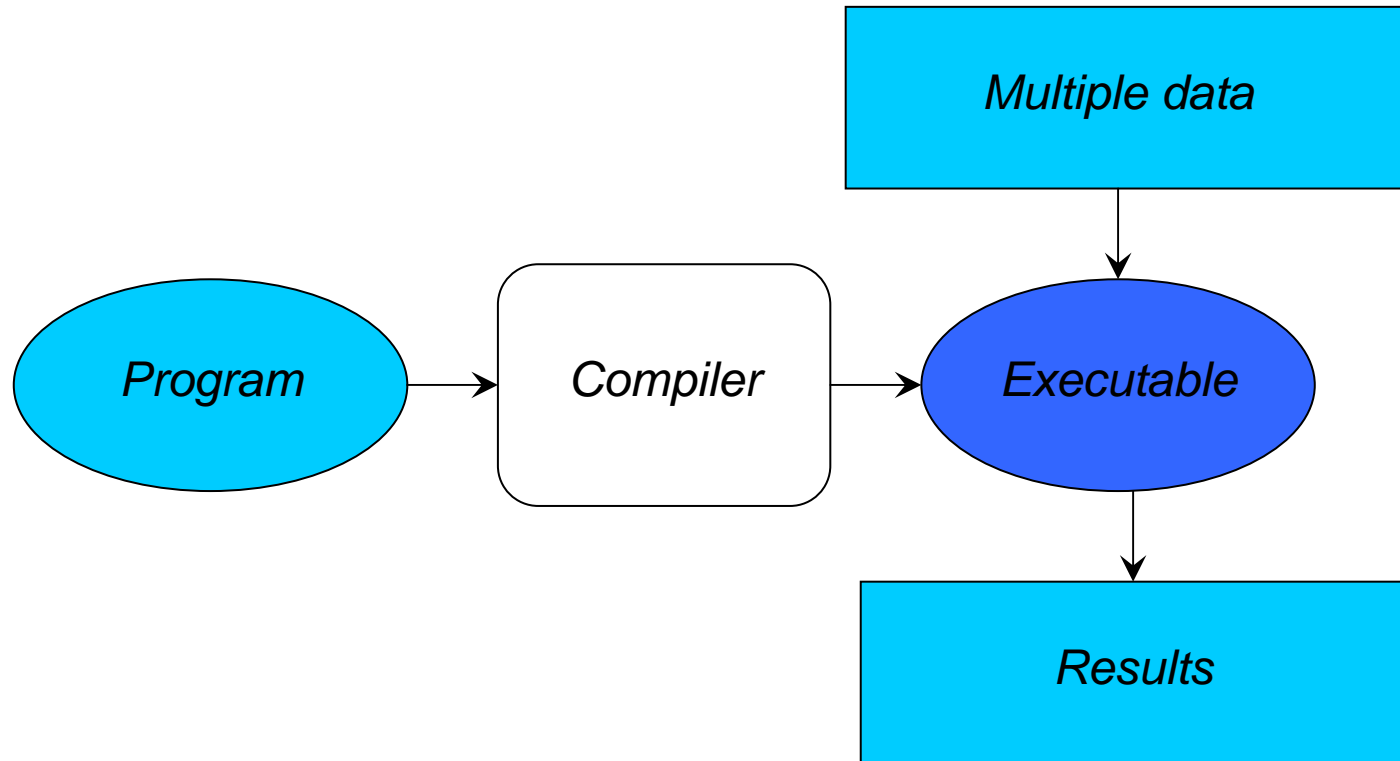 Multiple data
Program
Compiler
Executable
Results